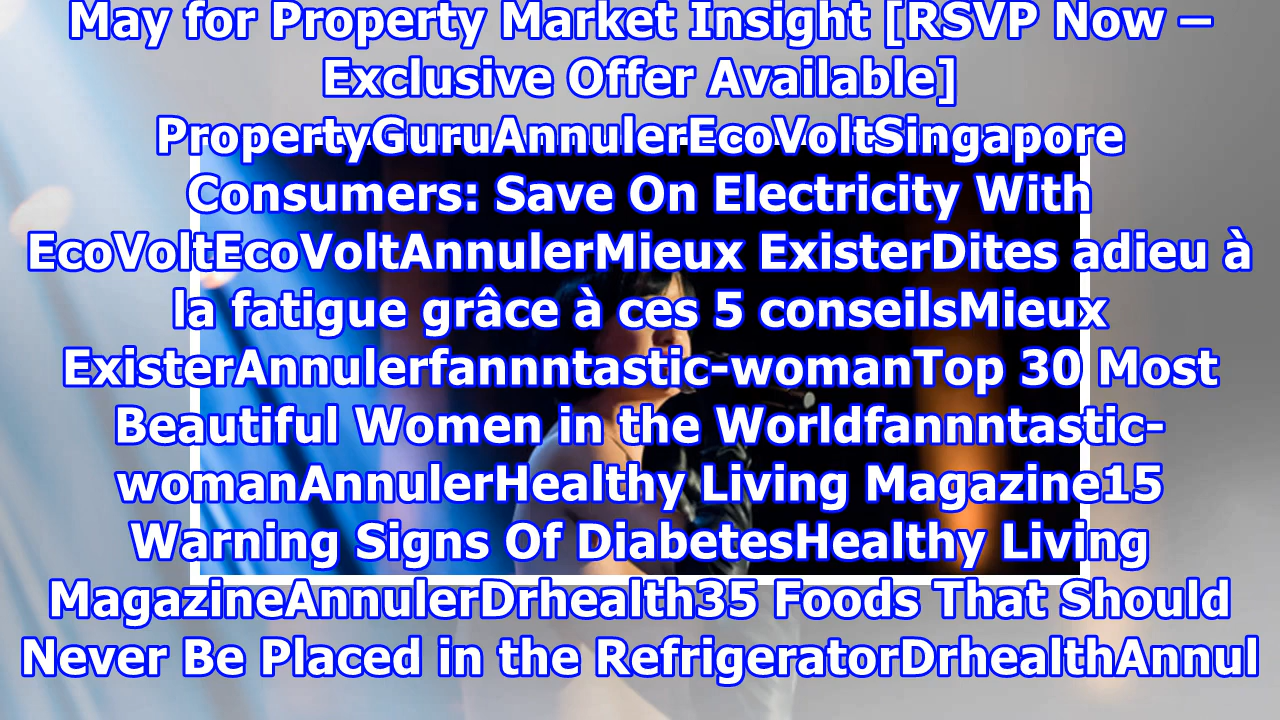 May for Property Market Insight [RSVP Now –
Exclusive Offer Available]
PropertyGuruAnnulerEcoVoltSingapore
Consumers: Save On Electricity With
EcoVoltEcoVoltAnnulerMieux ExisterDites adieu à
la fatigue grâce à ces 5 conseilsMieux
ExisterAnnulerfannntastic-womanTop 30 Most
Beautiful Women in the Worldfannntastic-
womanAnnulerHealthy Living Magazine15
Warning Signs Of DiabetesHealthy Living
MagazineAnnulerDrhealth35 Foods That Should
Never Be Placed in the RefrigeratorDrhealthAnnul